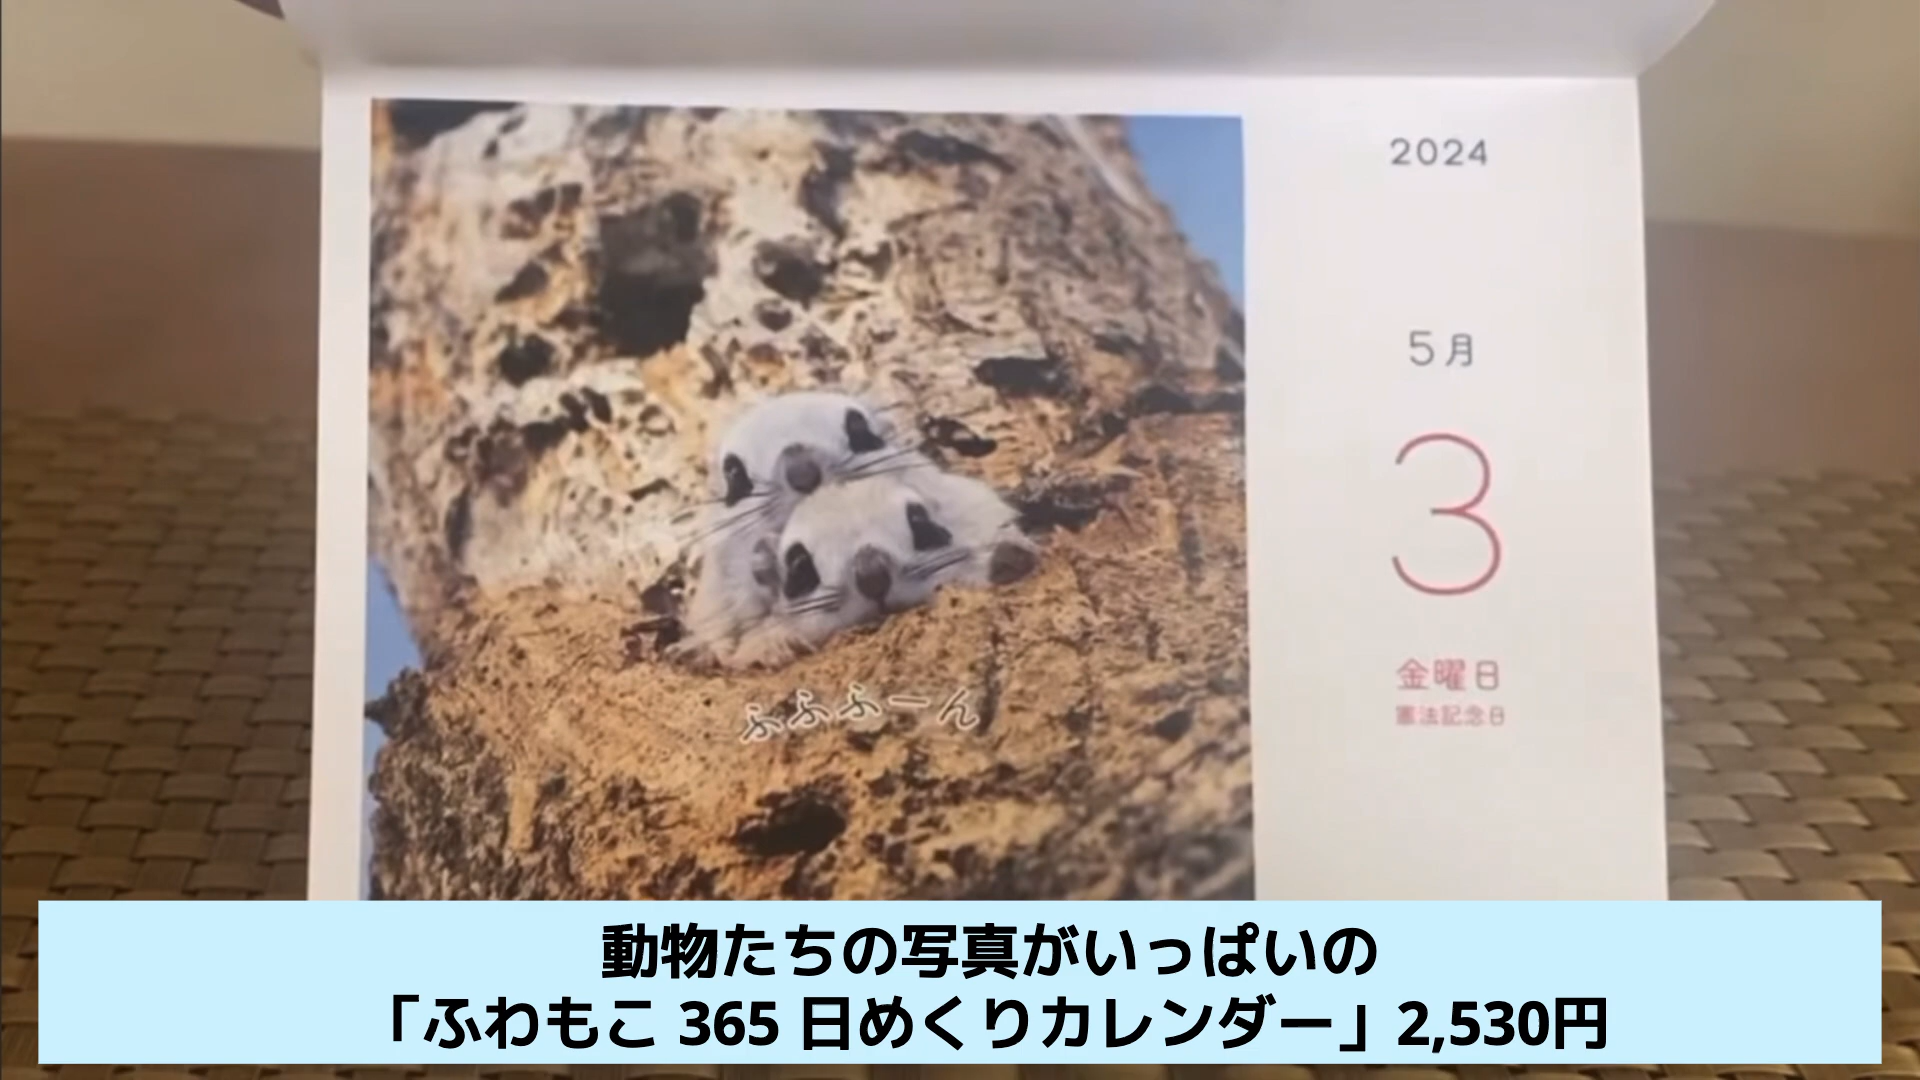 2024
5月
3
金曜日
憲法記念日
ふふふーん
動物たちの写真がいっぱいの
「ふわもこ 365 日めくりカレンダー」2,530円